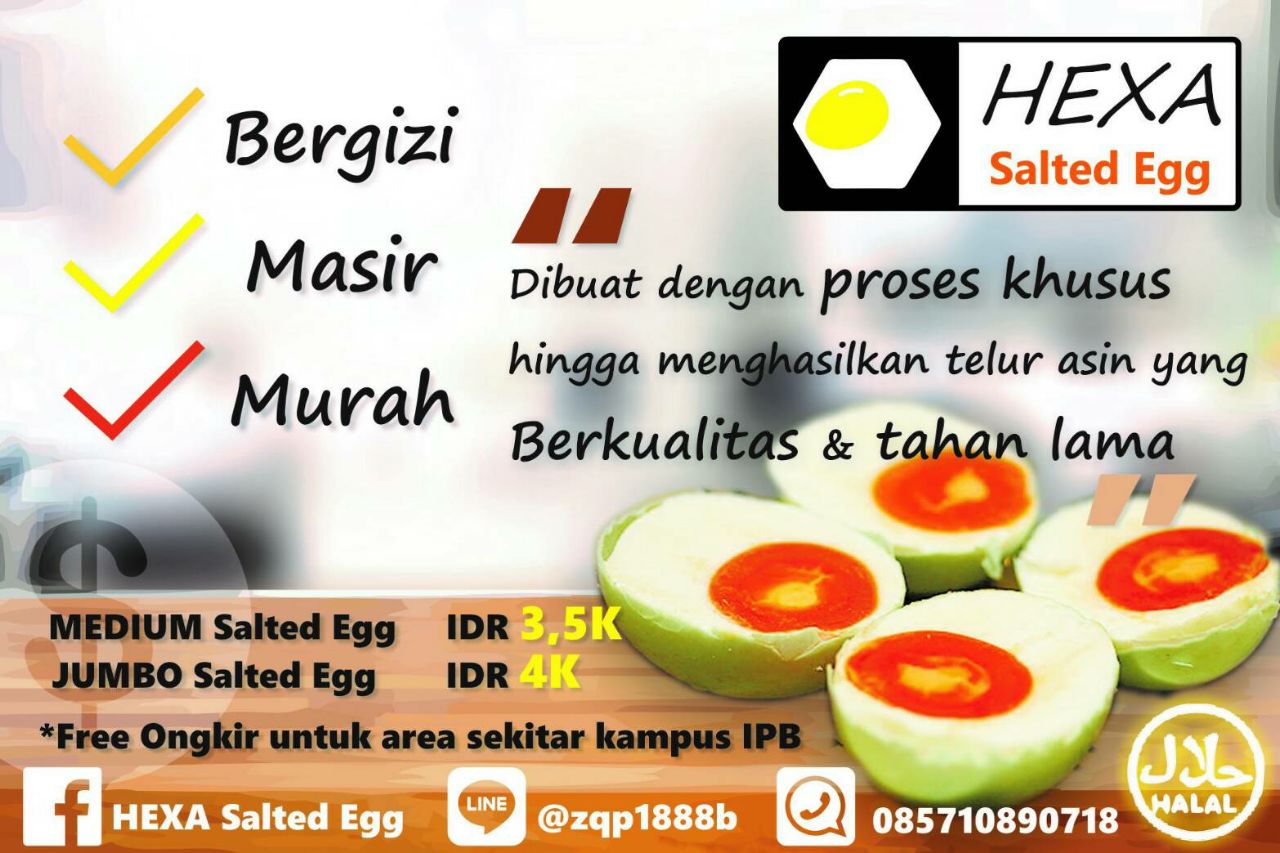 HEXA
Salted Egg
Bergizi
Masir
Murah
Dibuat dengan proses khusus
hingga menghasilkan telur asin yang
Berkualitas & tahan lama
MEDIUM Salted Egg IDR 3,5K
JUMBO Salted Egg IDR 4K
*Free Ongkir untuk area sekitar kampus IPB
HEXA Salted Egg
LINE @zqp1888b
085710890718
حلال
HALAL